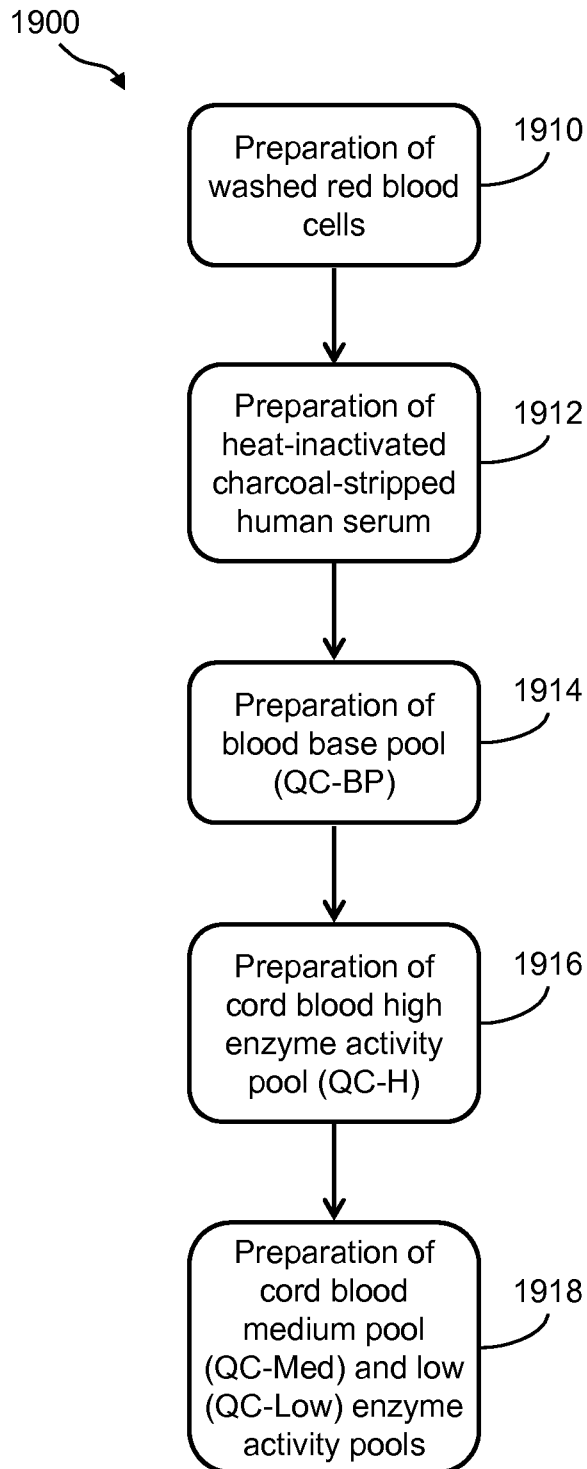 1900
Preparation of
washed red blood
cells
1910
Preparation of
heat-inactivated
charcoal-stripped
human serum
1912
Preparation of
blood base pool
(QC-BP)
1914
Preparation of
cord blood high
enzyme activity
pool (QC-H)
1916
Preparation of
cord blood
medium pool
(QC-Med) and low
(QC-Low) enzyme
activity pools
1918